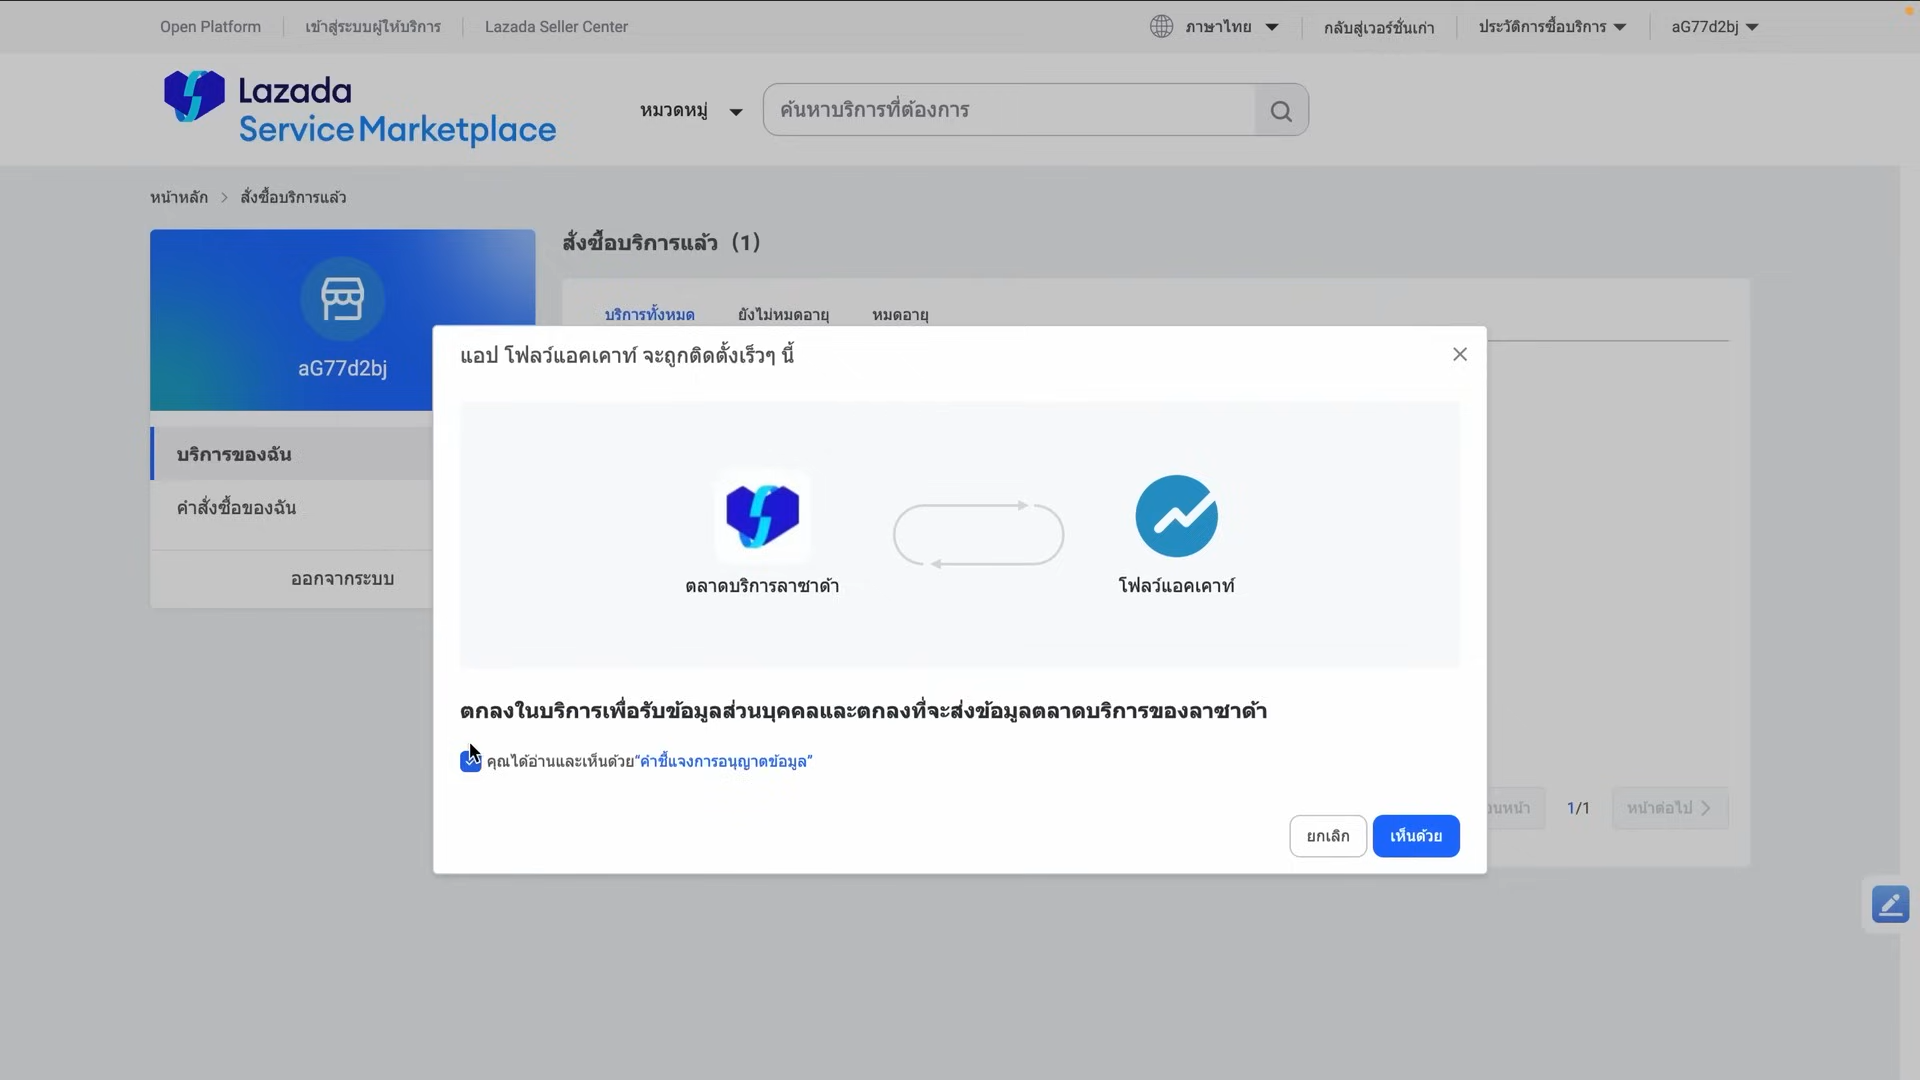 Open Platform
เข้าสู่ระบบผู้ให้บริการ
Lazada Seller Center
ภาษาไทย
กลับสู่เวอร์ชั่นเก่า
ประวัติการซื้อบริการ
aG77d2bj
Lazada
Service Marketplace
หมวดหมู่
ค้นหาบริการที่ต้องการ
หน้าหลัก > สั่งซื้อบริการแล้ว
สั่งซื้อบริการแล้ว (1)
บริการทั้งหมด
ยังไม่หมดอายุ
หมดอายุ
aG77d2bj
บริการของฉัน
คำสั่งซื้อของฉัน
ออกจากระบบ
แอป โฟลว์แอคเคาท์ จะถูกติดตั้งเร็วๆ นี้
ตลาดบริการลาซาด้า
โฟลว์แอคเคาท์
ตกลงในบริการเพื่อรับข้อมูลส่วนบุคคลและตกลงที่จะส่งข้อมูลตลาดบริการของลาซาด้า
คุณได้อ่านและเห็นด้วย“คำชี้แจงการอนุญาตข้อมูล”
ยกเลิก
เห็นด้วย
1/1
หน้าต่อไป